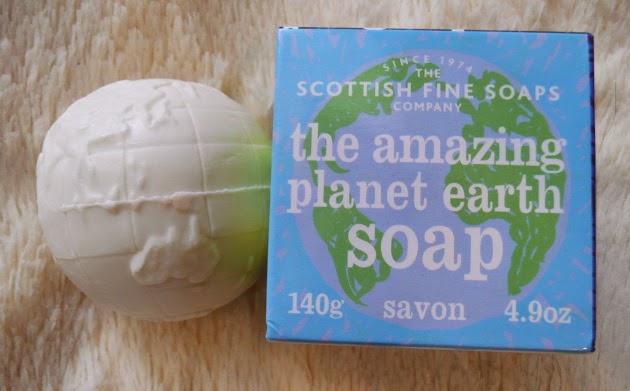 SINCE 1974
THE
SCOTTISH FINE SOAPS
COMPANY
the amazing
planet earth
soap
140g savon 4.9oz